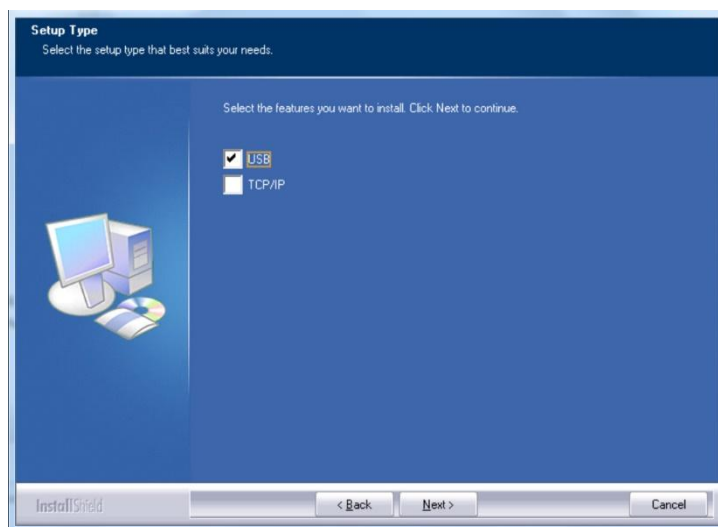 Setup Type
Select the setup type that best suits your needs.
Select the features you want to install. Click Next to continue.
USB
TCP/IP
InstallShield
< Back
Next >
Cancel